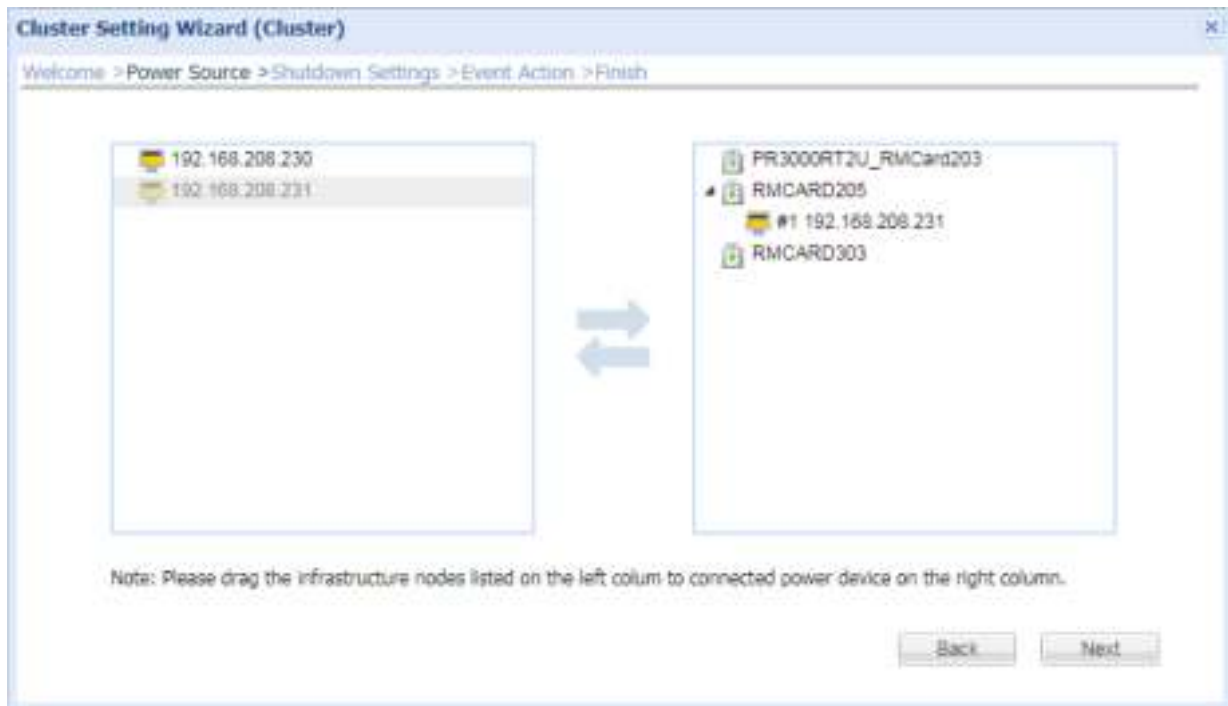 Cluster Setting Wizard (Cluster)
Welcome >Power Source >Shutdown Settings >Event Action >Finish
192.168.208.230
192.168.208.231
PR3000RT2U_RMCard203
RMCARD205
#1 192.168.208.231
RMCARD303
Note: Please drag the infrastructure nodes listed on the left colum to connected power device on the right column.
Back
Next